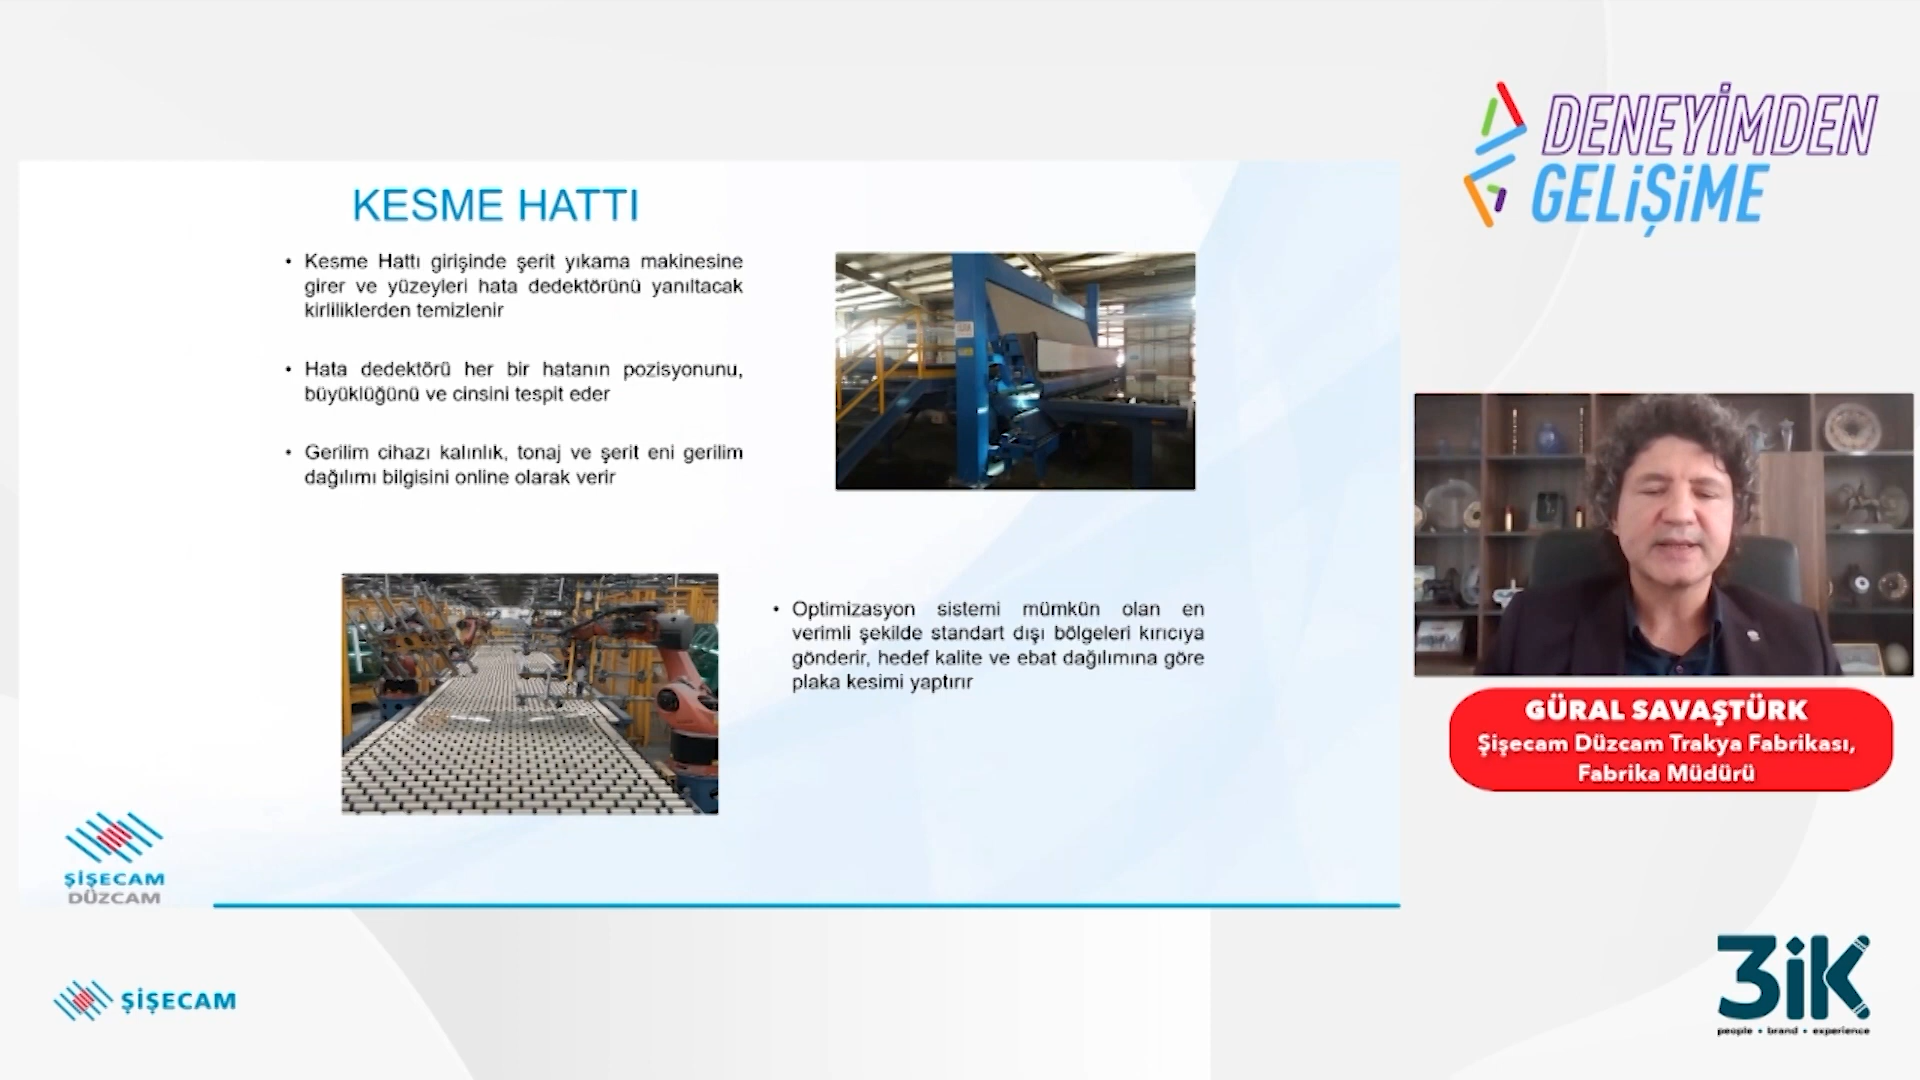 DENEYİMDEN
GELİŞİME
KESME HATTI
• Kesme Hattı girişinde şerit yıkama makinesine
girer ve yüzeyleri hata dedektörünü yanıltacak
kirliliklerden temizlenir
• Hata dedektörü her bir hatanın pozisyonunu,
büyüklüğünü ve cinsini tespit eder
• Gerilim cihazı kalınlık, tonaj ve şerit eni gerilim
dağılımı bilgisini online olarak verir
• Optimizasyon sistemi mümkün olan en
verimli şekilde standart dışı bölgeleri kırıcıya
gönderir, hedef kalite ve ebat dağılımına göre
plaka kesimi yaptırır
GÜRAL SAVAŞTÜRK
Şişecam Düzcam Trakya Fabrikası,
Fabrika Müdürü
ŞİŞECAM
DÜZCAM
ŞİŞECAM
3iK
people • brand • experience